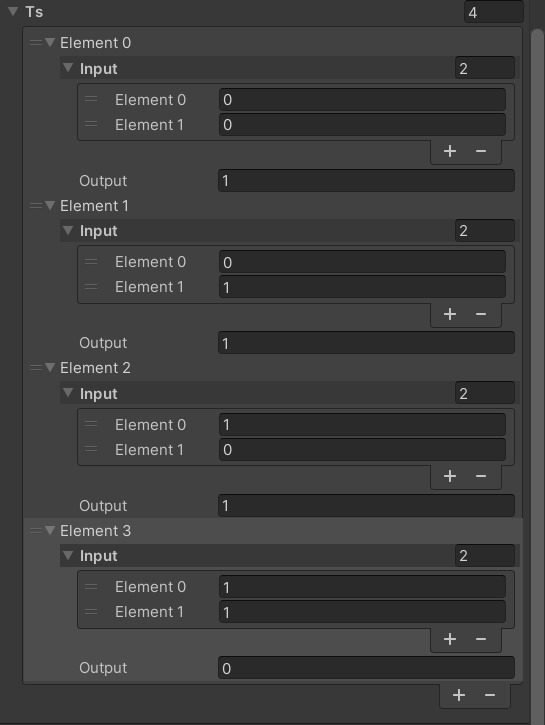 Ts 4
Element 0
Input 2
Element 0 0
Element 1 0
+ −
Output 1
Element 1
Input 2
Element 0 0
Element 1 1
+ −
Output 1
Element 2
Input 2
Element 0 1
Element 1 0
+ −
Output 1
Element 3
Input 2
Element 0 1
Element 1 1
+ −
Output 0
+ −